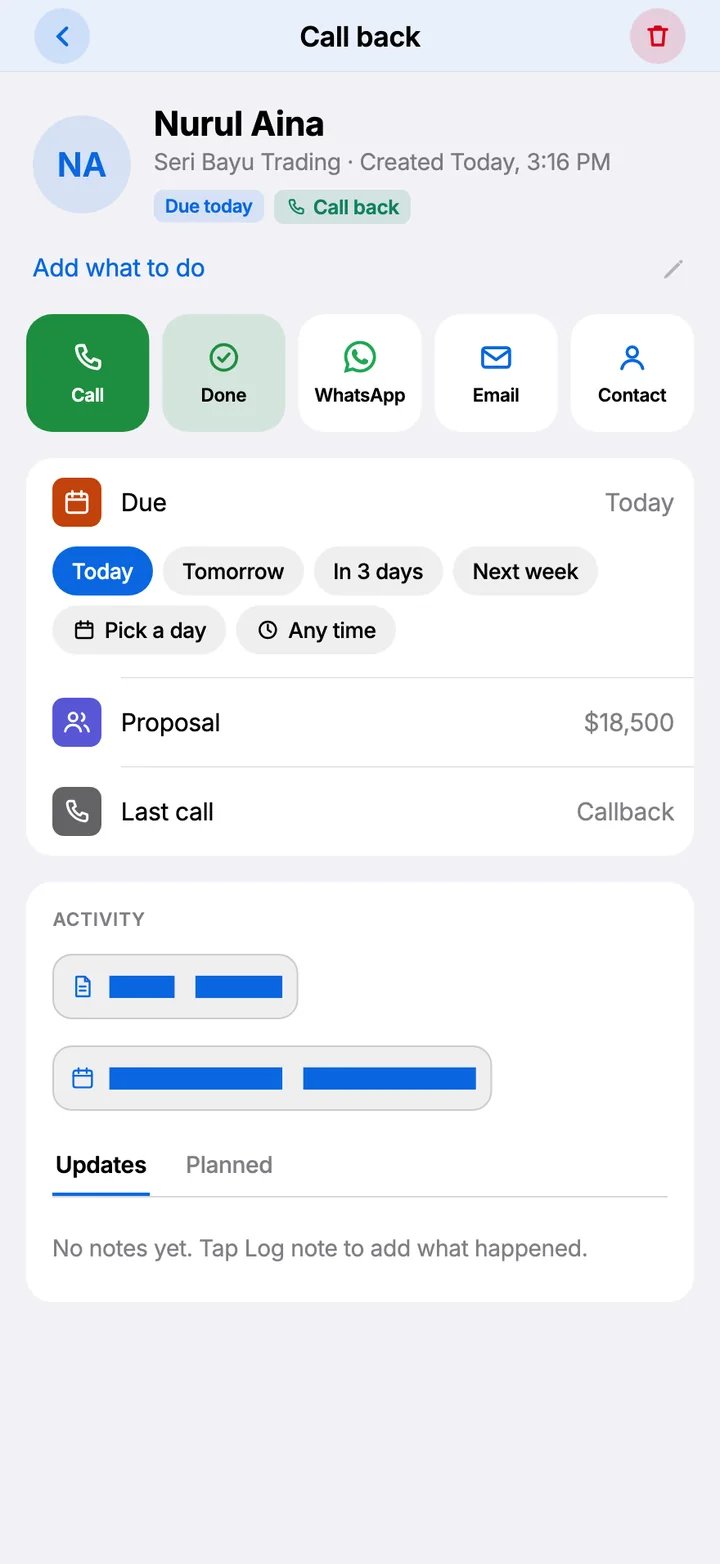 Call back
NA
Nurul Aina
Seri Bayu Trading · Created Today, 3:16 PM
Due today
Call back
Add what to do
Call
Done
WhatsApp
Email
Contact
Due
Today
Today
Tomorrow
In 3 days
Next week
Pick a day
Any time
Proposal
$18,500
Last call
Callback
ACTIVITY
Updates
Planned
No notes yet. Tap Log note to add what happened.